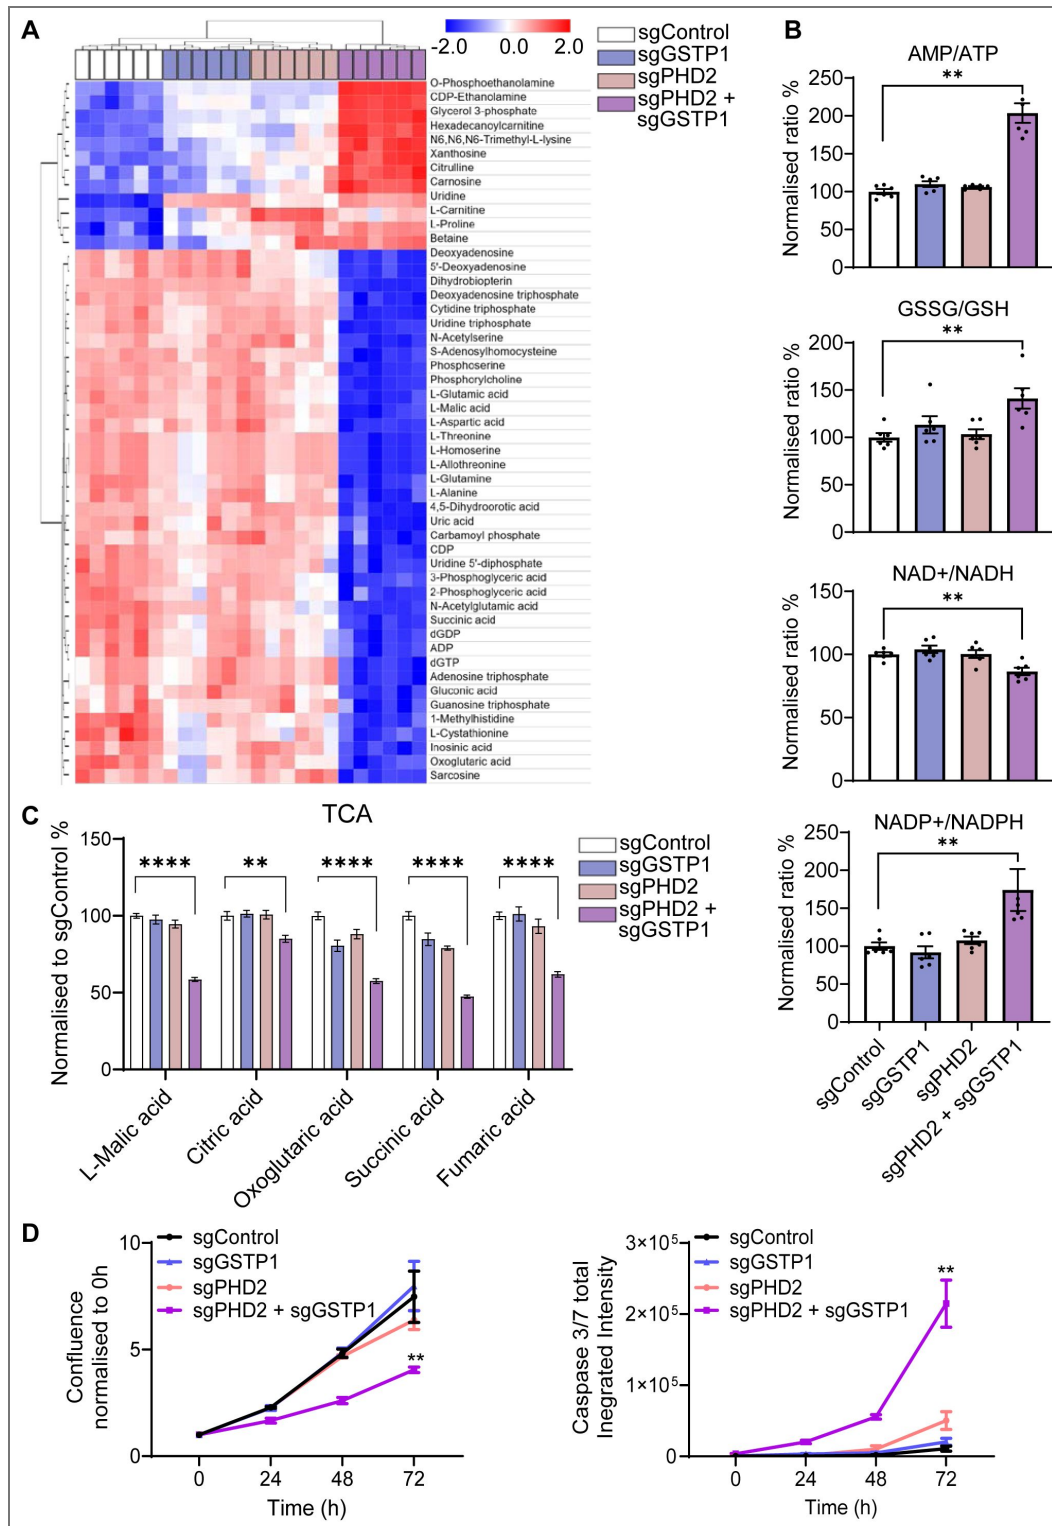 A
-2.0
0.0
2.0
sgControl
sgGSTP1
sgPHD2
sgPHD2 +
sgGSTP1
O-Phosphoethanolamine
CDP-Ethanolamine
Glycerol 3-phosphate
Hexadecanoylcarnitine
N6,N6,N6-Trimethyl-L-lysine
Xanthosine
Citrulline
Carnosine
Uridine
L-Carnitine
L-Proline
Betaine
Deoxyadenosine
5'-Deoxyadenosine
Dihydrobiopterin
Deoxyadenosine triphosphate
Cytidine triphosphate
Uridine triphosphate
N-Acetylserine
S-Adenosylhomocysteine
Phosphoserine
Phosphorylcholine
L-Glutamic acid
L-Malic acid
L-Aspartic acid
L-Threonine
L-Homoserine
L-Allothreonine
L-Glutamine
L-Alanine
4,5-Dihydroorotic acid
Uric acid
Carbamoyl phosphate
CDP
Uridine 5'-diphosphate
3-Phosphoglyceric acid
2-Phosphoglyceric acid
N-Acetylglutamic acid
Succinic acid
dGDP
ADP
dGTP
Adenosine triphosphate
Gluconic acid
Guanosine triphosphate
1-Methylhistidine
L-Cystathionine
Inosinic acid
Oxoglutaric acid
Sarcosine
B
AMP/ATP
**
Normalised ratio %
250
200
150
100
50
0
GSSG/GSH
**
Normalised ratio %
200
150
100
50
0
NAD+/NADH
**
Normalised ratio %
150
100
50
0
NADP+/NADPH
**
Normalised ratio %
250
200
150
100
50
0
sgControl
sgGSTP1
sgPHD2
sgPHD2 + sgGSTP1
C
TCA
Normalised to sgControl %
150
100
50
0
****
**
****
****
****
sgControl
sgGSTP1
sgPHD2
sgPHD2 +
sgGSTP1
L-Malic acid
Citric acid
Oxoglutaric acid
Succinic acid
Fumaric acid
D
Confluence
normalised to 0h
10
5
0
sgControl
sgGSTP1
sgPHD2
sgPHD2 + sgGSTP1
**
0
24
48
72
Time (h)
Caspase 3/7 total
Inegrated Intensity
3×10⁵
2×10⁵
1×10⁵
0
sgControl
sgGSTP1
sgPHD2
sgPHD2 + sgGSTP1
**
0
24
48
72
Time (h)